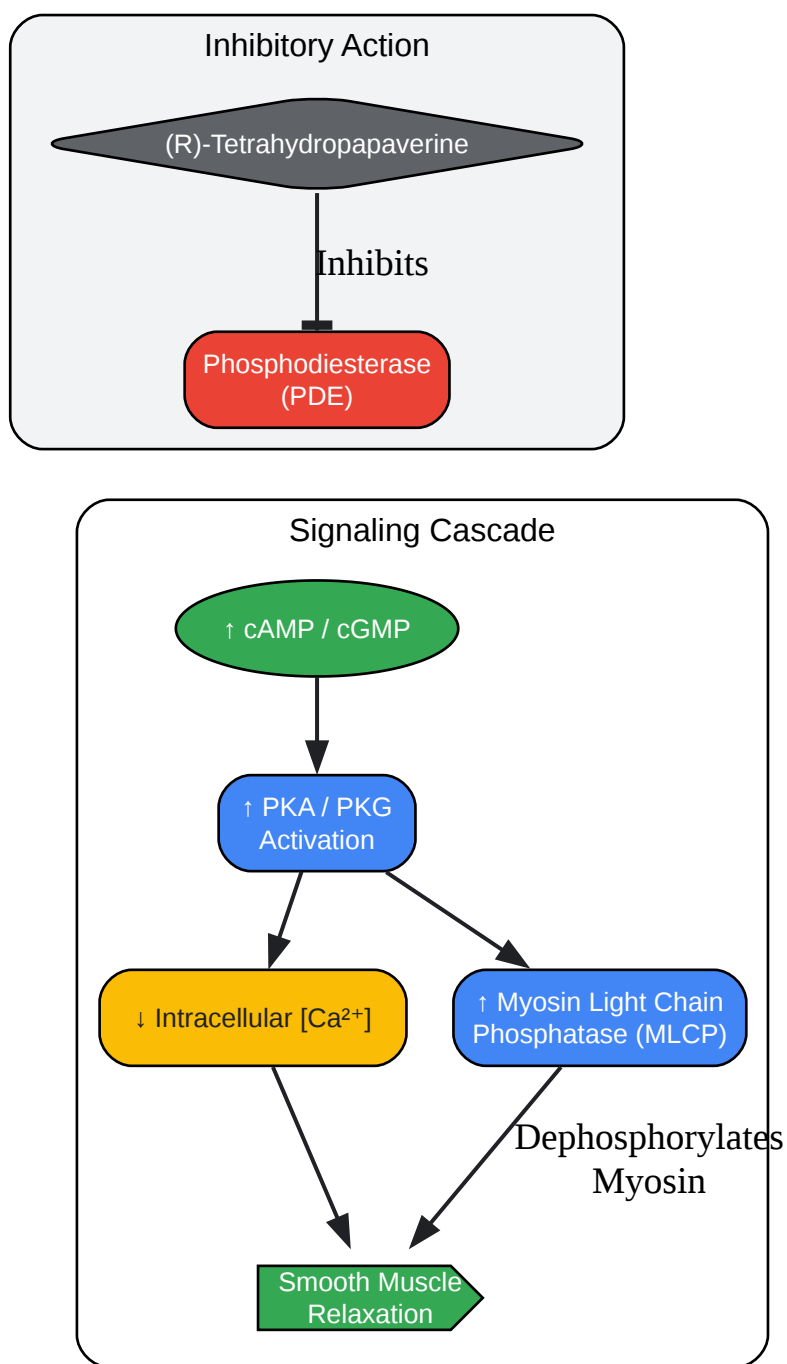 Inhibitory Action
(R)-Tetrahydropapaverine
Inhibits
Phosphodiesterase
(PDE)
Signaling Cascade
↑ cAMP / cGMP
↑ PKA / PKG
Activation
↓ Intracellular [Ca²⁺]
↑ Myosin Light Chain
Phosphatase (MLCP)
Dephosphorylates
Myosin
Smooth Muscle
Relaxation